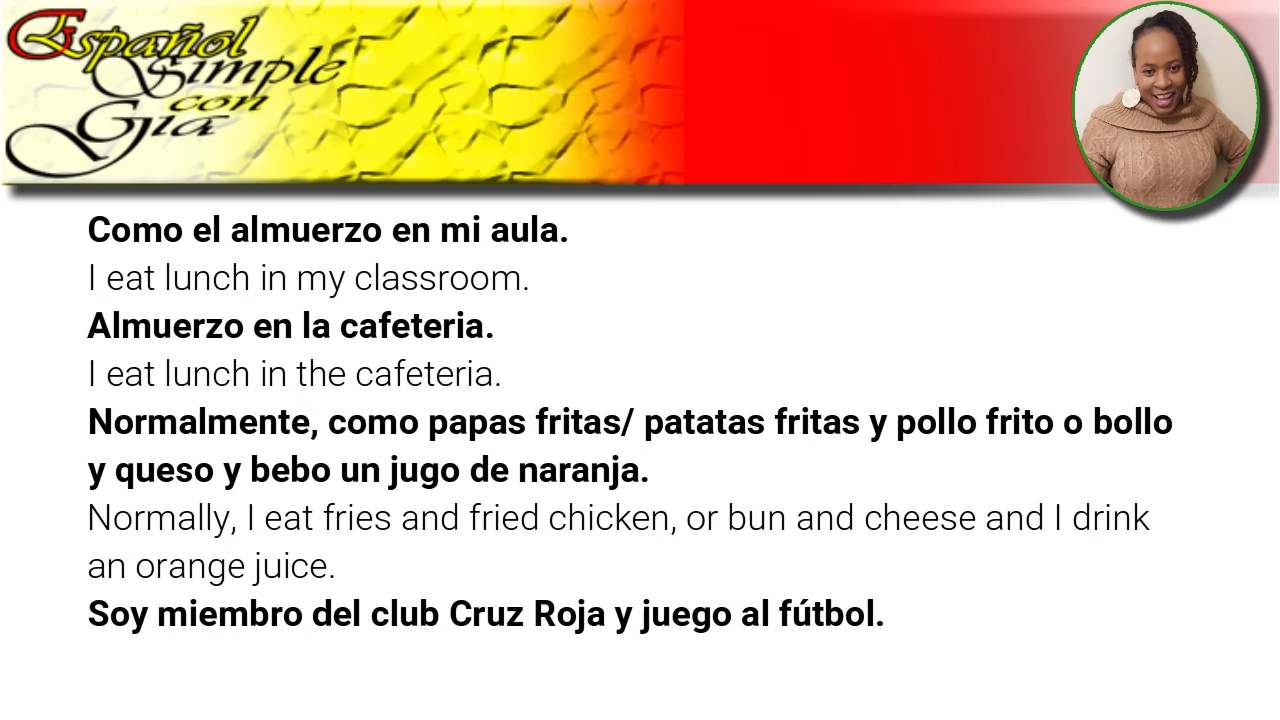 Español
Simple
con
Gia
Como el almuerzo en mi aula.
I eat lunch in my classroom.
Almuerzo en la cafeteria.
I eat lunch in the cafeteria.
Normalmente, como papas fritas/ patatas fritas y pollo frito o bollo
y queso y bebo un jugo de naranja.
Normally, I eat fries and fried chicken, or bun and cheese and I drink
an orange juice.
Soy miembro del club Cruz Roja y juego al fútbol.